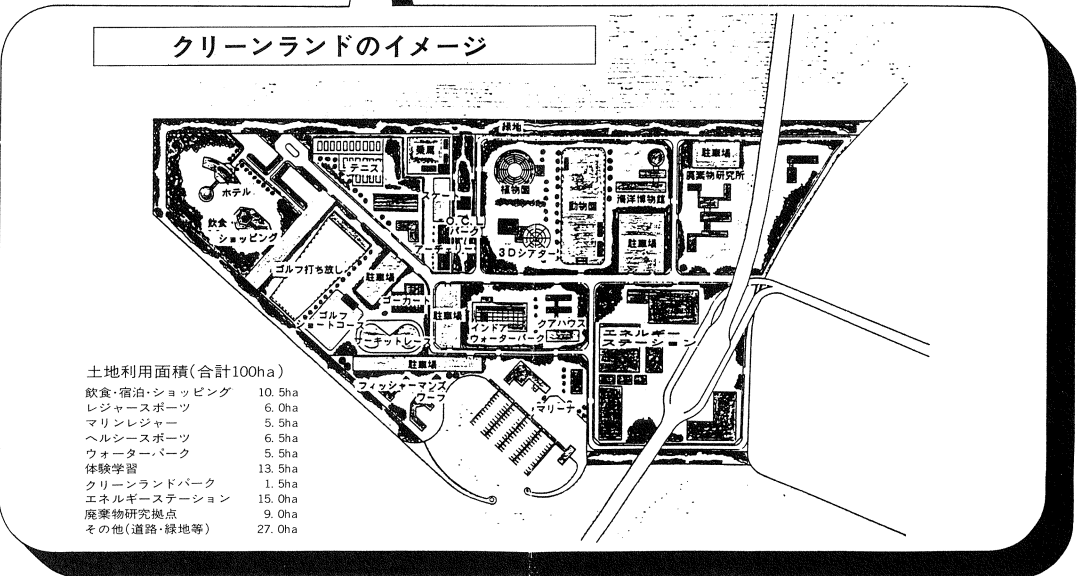 クリーンランドのイメージ
緑地
乗馬
テニス
駐車場
廃棄物研究所
植物園
動物園
海洋博物館
ホテル
飲食・
ショッピング
パーク
アーチェリー
3Dシアター
駐車場
ゴルフ打ち放し
駐車場
ゴーカート
ゴルフ
ショートコース
サーキットレース
駐車場
インドア
ウォーターパーク
クアハウス
エネルギー
ステーション
駐車場
フィッシャーマンズ
ワーフ
マリーナ
土地利用面積(合計100ha)
飲食・宿泊・ショッピング 10.5ha
レジャースポーツ 6.0ha
マリンレジャー 5.5ha
ヘルシースポーツ 6.5ha
ウォーターパーク 5.5ha
体験学習 13.5ha
クリーンランドパーク 1.5ha
エネルギーステーション 15.0ha
廃棄物研究拠点 9.0ha
その他(道路・緑地等) 27.0ha